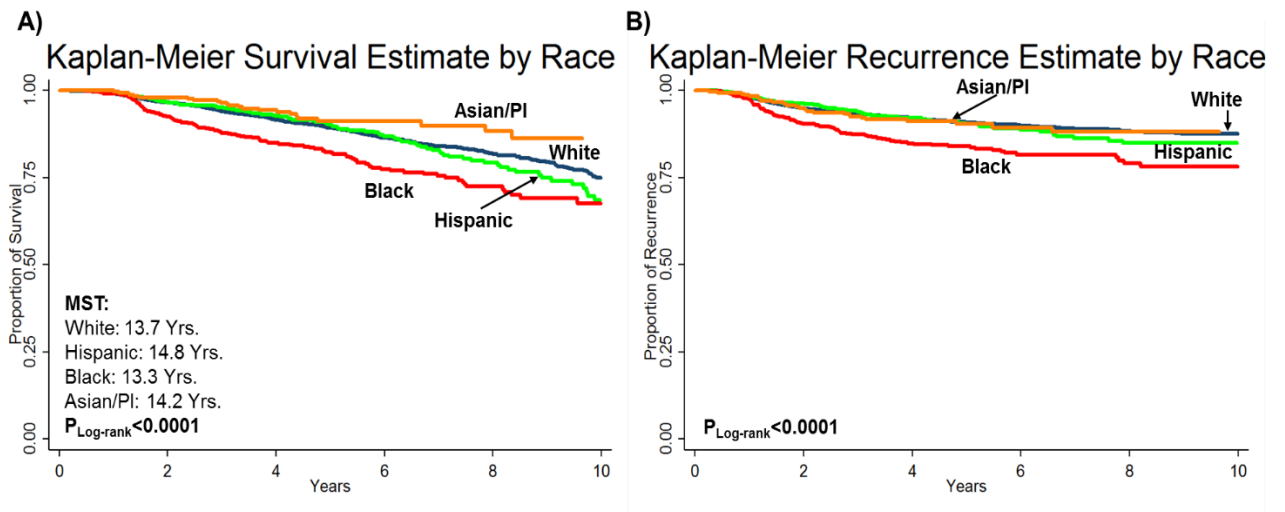 A)
Kaplan-Meier Survival Estimate by Race
Proportion of Survival
1.00
0.75
0.50
0.25
0.00
Asian/PI
White
Black
Hispanic
MST:
White: 13.7 Yrs.
Hispanic: 14.8 Yrs.
Black: 13.3 Yrs.
Asian/PI: 14.2 Yrs.
PLog-rank<0.0001
0 2 4 6 8 10
Years
B)
Kaplan-Meier Recurrence Estimate by Race
Proportion of Recurrence
1.00
0.75
0.50
0.25
0.00
Asian/PI
White
Hispanic
Black
PLog-rank<0.0001
0 2 4 6 8 10
Years